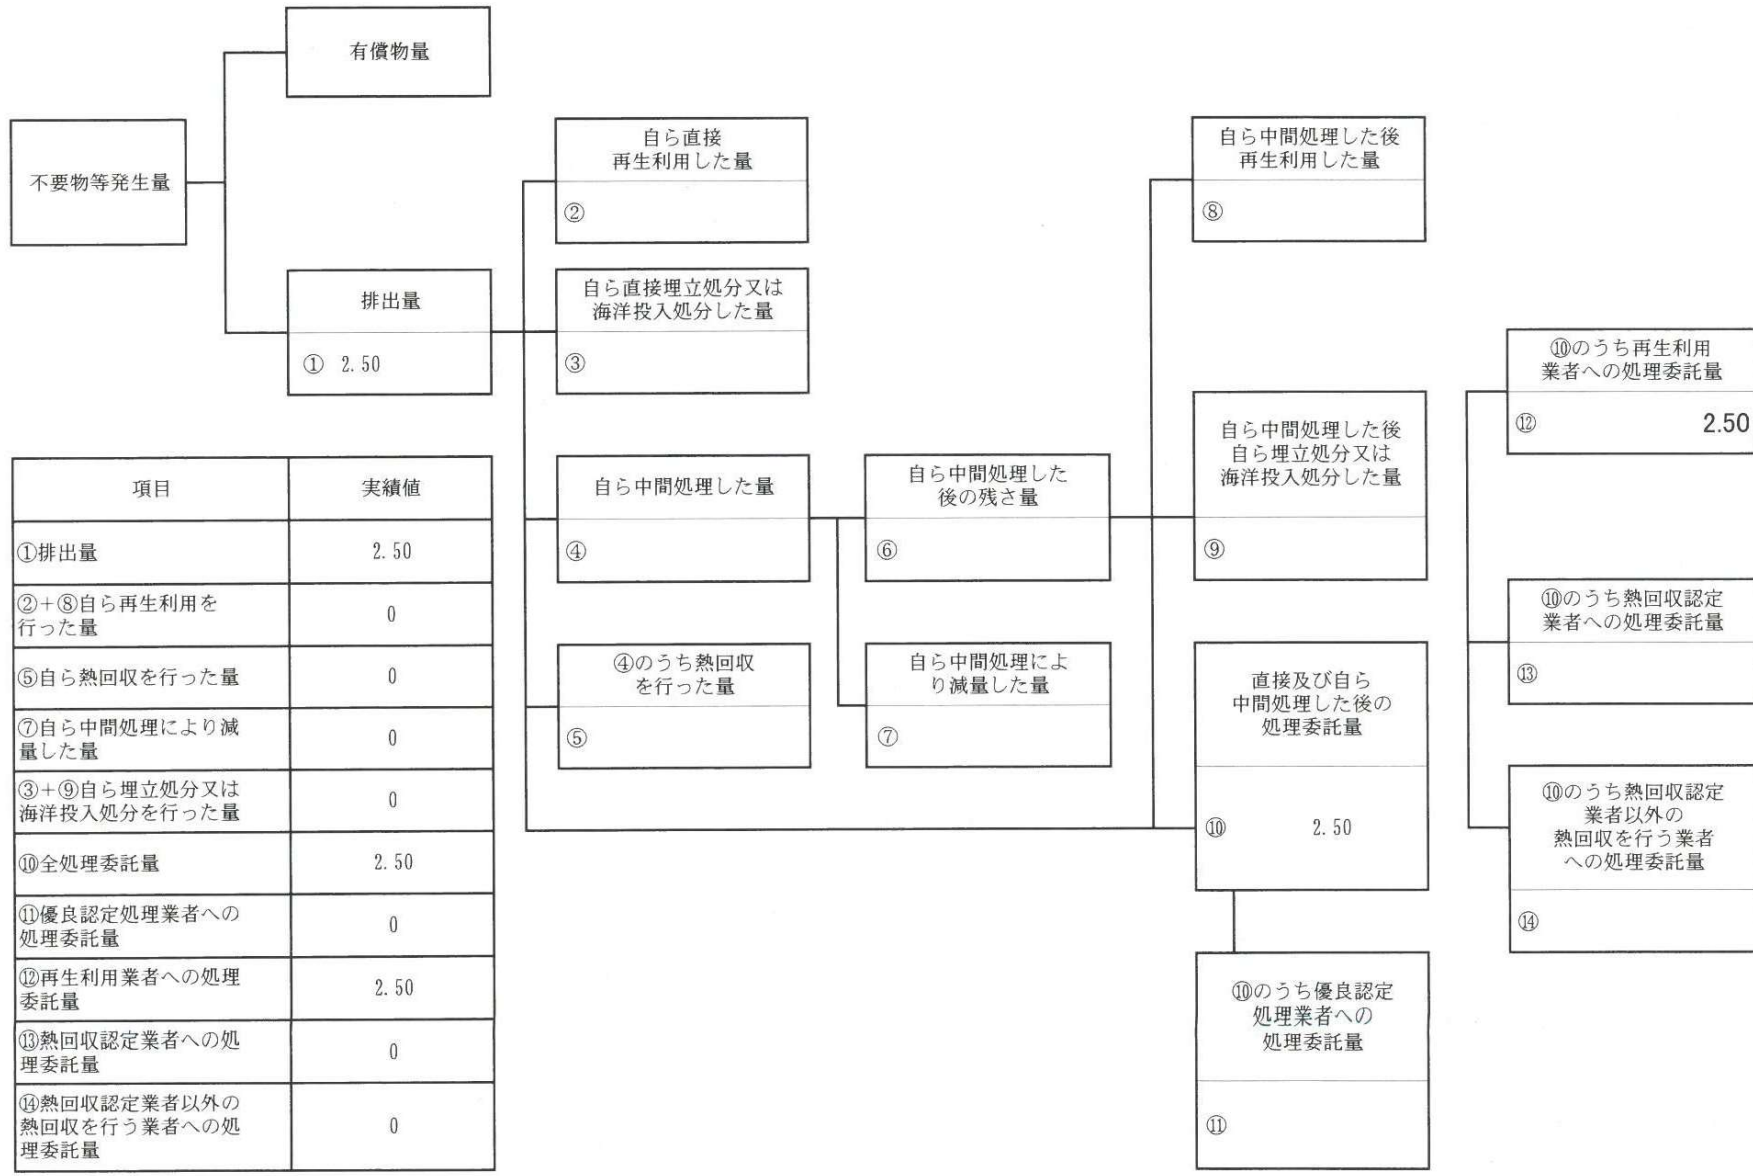 有償物量
不要物等発生量
排出量
① 2.50
自ら直接
再生利用した量
②
自ら直接埋立処分又は
海洋投入処分した量
③
自ら中間処理した量
④
④のうち熱回収
を行った量
⑤
自ら中間処理した
後の残さ量
⑥
自ら中間処理によ
り減量した量
⑦
自ら中間処理した後
再生利用した量
⑧
自ら中間処理した後
自ら埋立処分又は
海洋投入処分した量
⑨
直接及び自ら
中間処理した後の
処理委託量
⑩ 2.50
⑩のうち優良認定
処理業者への
処理委託量
⑪
⑩のうち再生利用
業者への処理委託量
⑫ 2.50
⑩のうち熱回収認定
業者への処理委託量
⑬
⑩のうち熱回収認定
業者以外の
熱回収を行う業者
への処理委託量
⑭
項目 実績値
①排出量 2.50
②+⑧自ら再生利用を
行った量 0
⑤自ら熱回収を行った量 0
⑦自ら中間処理により減
量した量 0
③+⑨自ら埋立処分又は
海洋投入処分を行った量 0
⑩全処理委託量 2.50
⑪優良認定処理業者への
処理委託量 0
⑫再生利用業者への処理
委託量 2.50
⑬熱回収認定業者への処
理委託量 0
⑭熱回収認定業者以外の
熱回収を行う業者への処
理委託量 0